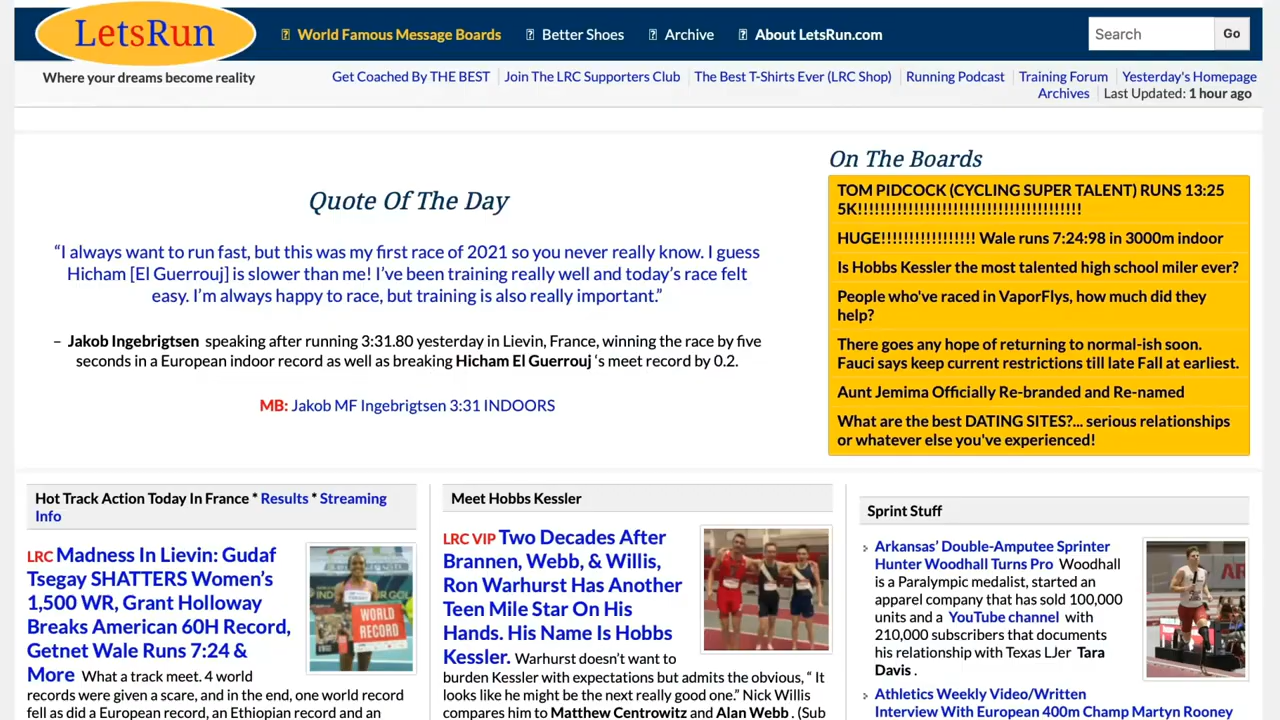 LetsRun
World Famous Message Boards
Better Shoes
Archive
About LetsRun.com
Search
Go
Where your dreams become reality
Get Coached By THE BEST
Join The LRC Supporters Club
The Best T-Shirts Ever (LRC Shop)
Running Podcast
Training Forum
Yesterday's Homepage
Archives
Last Updated: 1 hour ago
Quote Of The Day
“I always want to run fast, but this was my first race of 2021 so you never really know. I guess
Hicham [El Guerrouj] is slower than me! I’ve been training really well and today’s race felt
easy. I’m always happy to race, but training is also really important.”
– Jakob Ingebrigtsen speaking after running 3:31.80 yesterday in Lievin, France, winning the race by five
seconds in a European indoor record as well as breaking Hicham El Guerrouj ‘s meet record by 0.2.
MB: Jakob MF Ingebrigtsen 3:31 INDOORS
On The Boards
TOM PIDCOCK (CYCLING SUPER TALENT) RUNS 13:25
5K!!!!!!!!!!!!!!!!!!!!!!!!!!!!!!!!!!!!!!!!
HUGE!!!!!!!!!!!!!!!!! Wale runs 7:24:98 in 3000m indoor
Is Hobbs Kessler the most talented high school miler ever?
People who've raced in VaporFlys, how much did they
help?
There goes any hope of returning to normal-ish soon.
Fauci says keep current restrictions till late Fall at earliest.
Aunt Jemima Officially Re-branded and Re-named
What are the best DATING SITES?... serious relationships
or whatever else you've experienced!
Hot Track Action Today In France * Results * Streaming
Info
LRC Madness In Lievin: Gudaf
Tsegay SHATTERS Women’s
1,500 WR, Grant Holloway
Breaks American 60H Record,
Getnet Wale Runs 7:24 &
More What a track meet. 4 world
records were given a scare, and in the end, one world record
fell as did a European record, an Ethiopian record and an
WORLD
RECORD
Meet Hobbs Kessler
LRC VIP Two Decades After
Brannen, Webb, & Willis,
Ron Warhurst Has Another
Teen Mile Star On His
Hands. His Name Is Hobbs
Kessler. Warhurst doesn’t want to
burden Kessler with expectations but admits the obvious, “ It
looks like he might be the next really good one.” Nick Willis
compares him to Matthew Centrowitz and Alan Webb . (Sub
Sprint Stuff
Arkansas’ Double-Amputee Sprinter
Hunter Woodhall Turns Pro Woodhall
is a Paralympic medalist, started an
apparel company that has sold 100,000
units and a YouTube channel with
210,000 subscribers that documents
his relationship with Texas LJer Tara
Davis .
Athletics Weekly Video/Written
Interview With European 400m Champ Martyn Rooney